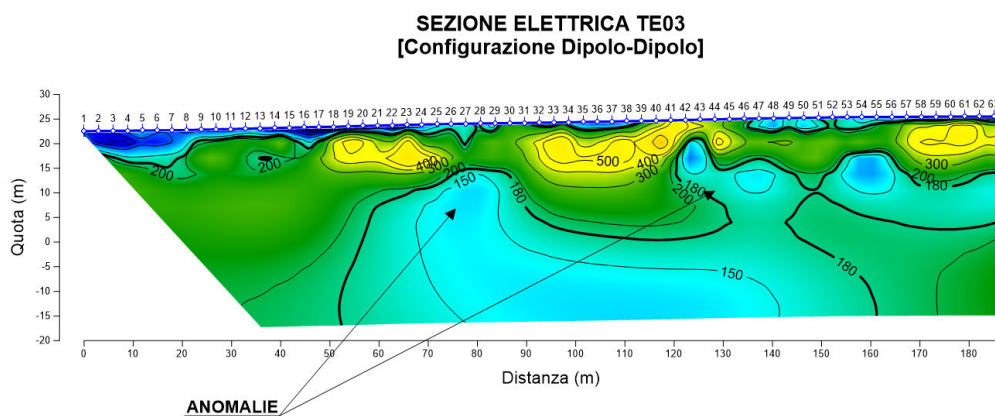 SEZIONE ELETTRICA TE03
[Configurazione Dipolo-Dipolo]
1 2 3 4 5 6 7 8 9 10 11 12 13 14 15 16 17 18 19 20 21 22 23 24 25 26 27 28 29 30 31 32 33 34 35 36 37 38 39 40 41 42 43 44 45 46 47 48 49 50 51 52 53 54 55 56 57 58 59 60 61 62
30
25
20
15
10
5
0
-5
-10
-15
-20
Quota (m)
200 200 400 300 200 150 180 500 400 300 180 200 180 150 180 300 200 180
0 10 20 30 40 50 60 70 80 90 100 110 120 130 140 150 160 170 180
Distanza (m)
ANOMALIE